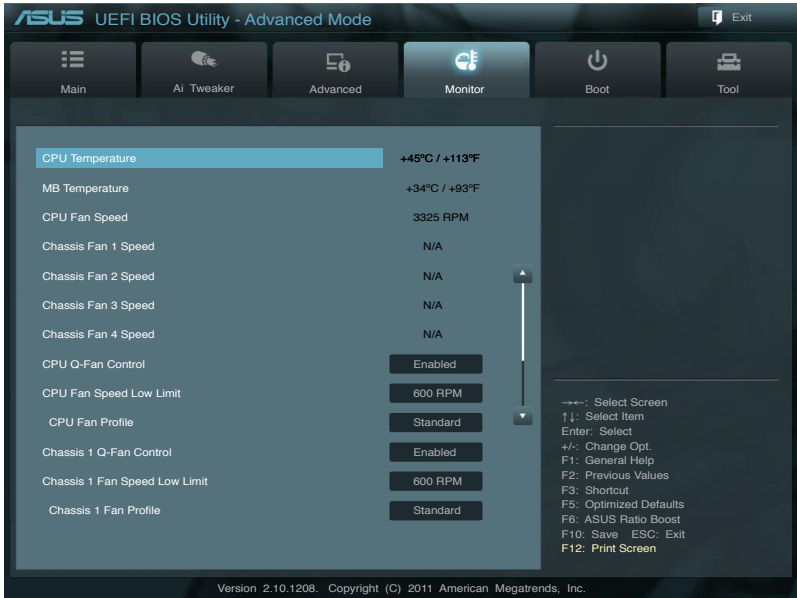 ASUS UEFI BIOS Utility - Advanced Mode
Exit
Main
Ai Tweaker
Advanced
Monitor
Boot
Tool
CPU Temperature +45ºC / +113ºF
MB Temperature +34ºC / +93ºF
CPU Fan Speed 3325 RPM
Chassis Fan 1 Speed N/A
Chassis Fan 2 Speed N/A
Chassis Fan 3 Speed N/A
Chassis Fan 4 Speed N/A
CPU Q-Fan Control Enabled
CPU Fan Speed Low Limit 600 RPM
CPU Fan Profile Standard
Chassis 1 Q-Fan Control Enabled
Chassis 1 Fan Speed Low Limit 600 RPM
Chassis 1 Fan Profile Standard
→←: Select Screen
↑↓: Select Item
Enter: Select
+/-: Change Opt.
F1: General Help
F2: Previous Values
F3: Shortcut
F5: Optimized Defaults
F6: ASUS Ratio Boost
F10: Save ESC: Exit
F12: Print Screen
Version 2.10.1208. Copyright (C) 2011 American Megatrends, Inc.